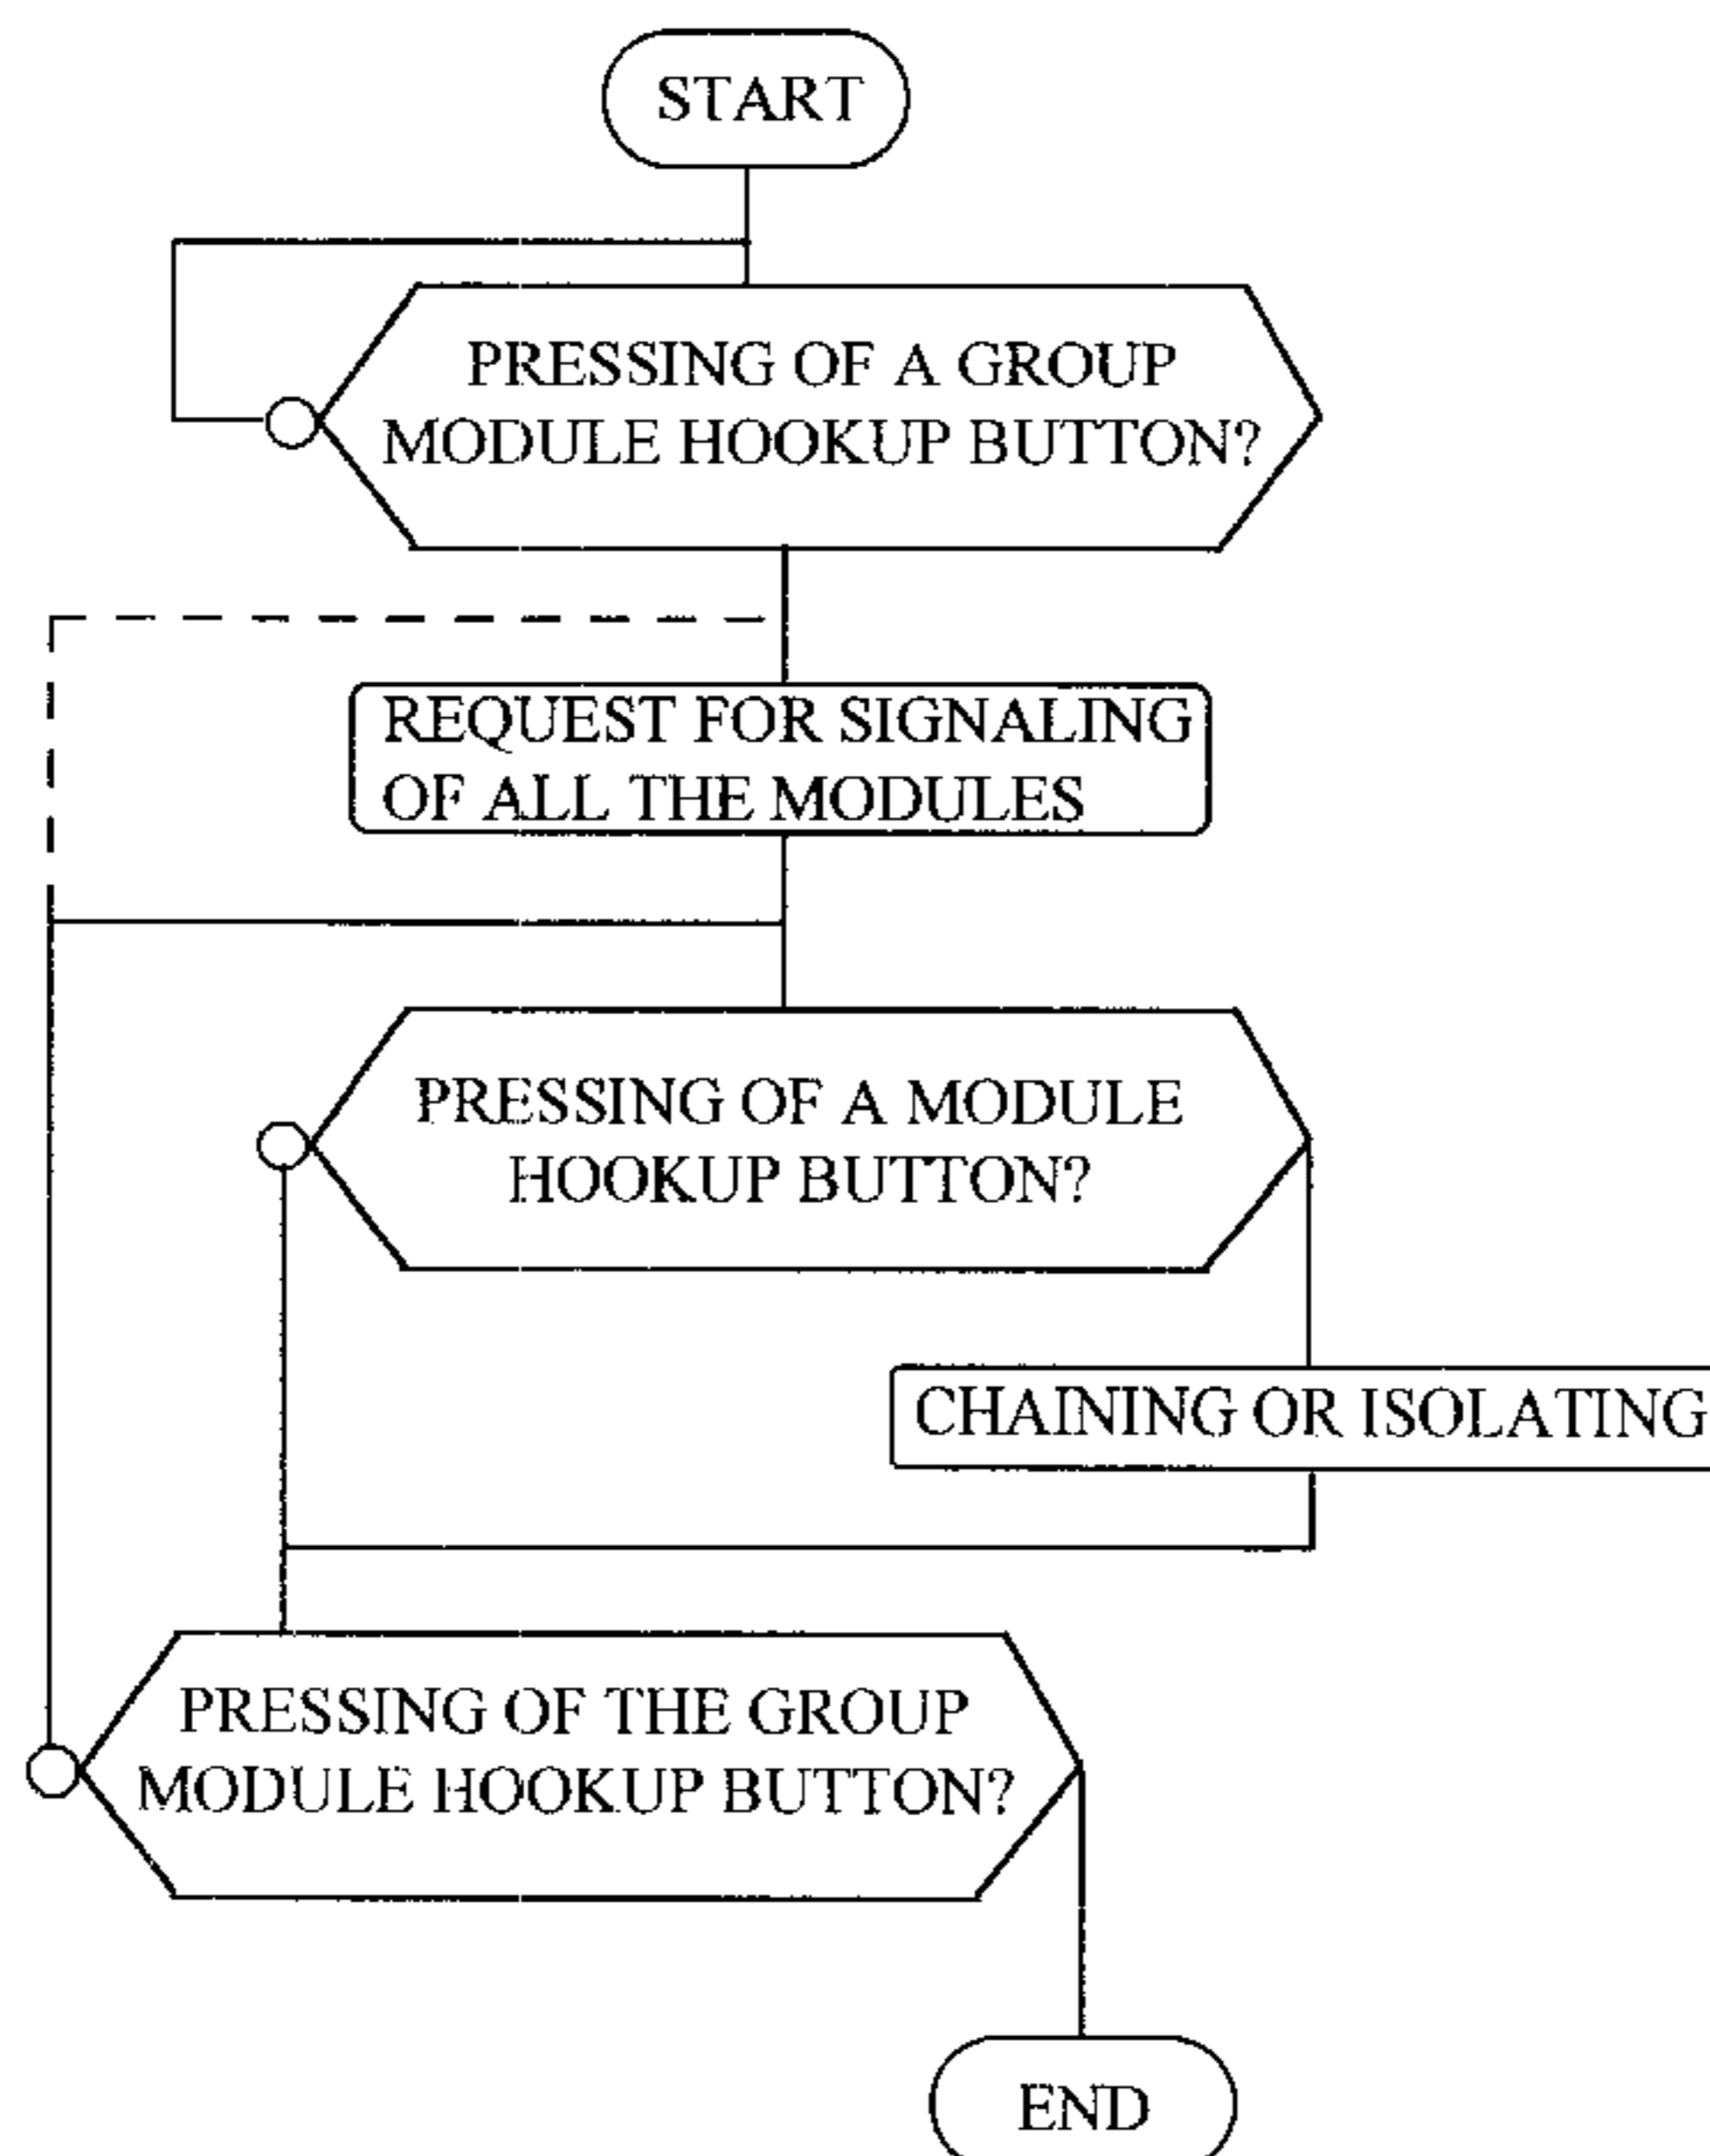 START
PRESSING OF A GROUP
MODULE HOOKUP BUTTON?
REQUEST FOR SIGNALING
OF ALL THE MODULES
PRESSING OF A MODULE
HOOKUP BUTTON?
CHAINING OR ISOLATING
PRESSING OF THE GROUP
MODULE HOOKUP BUTTON?
END